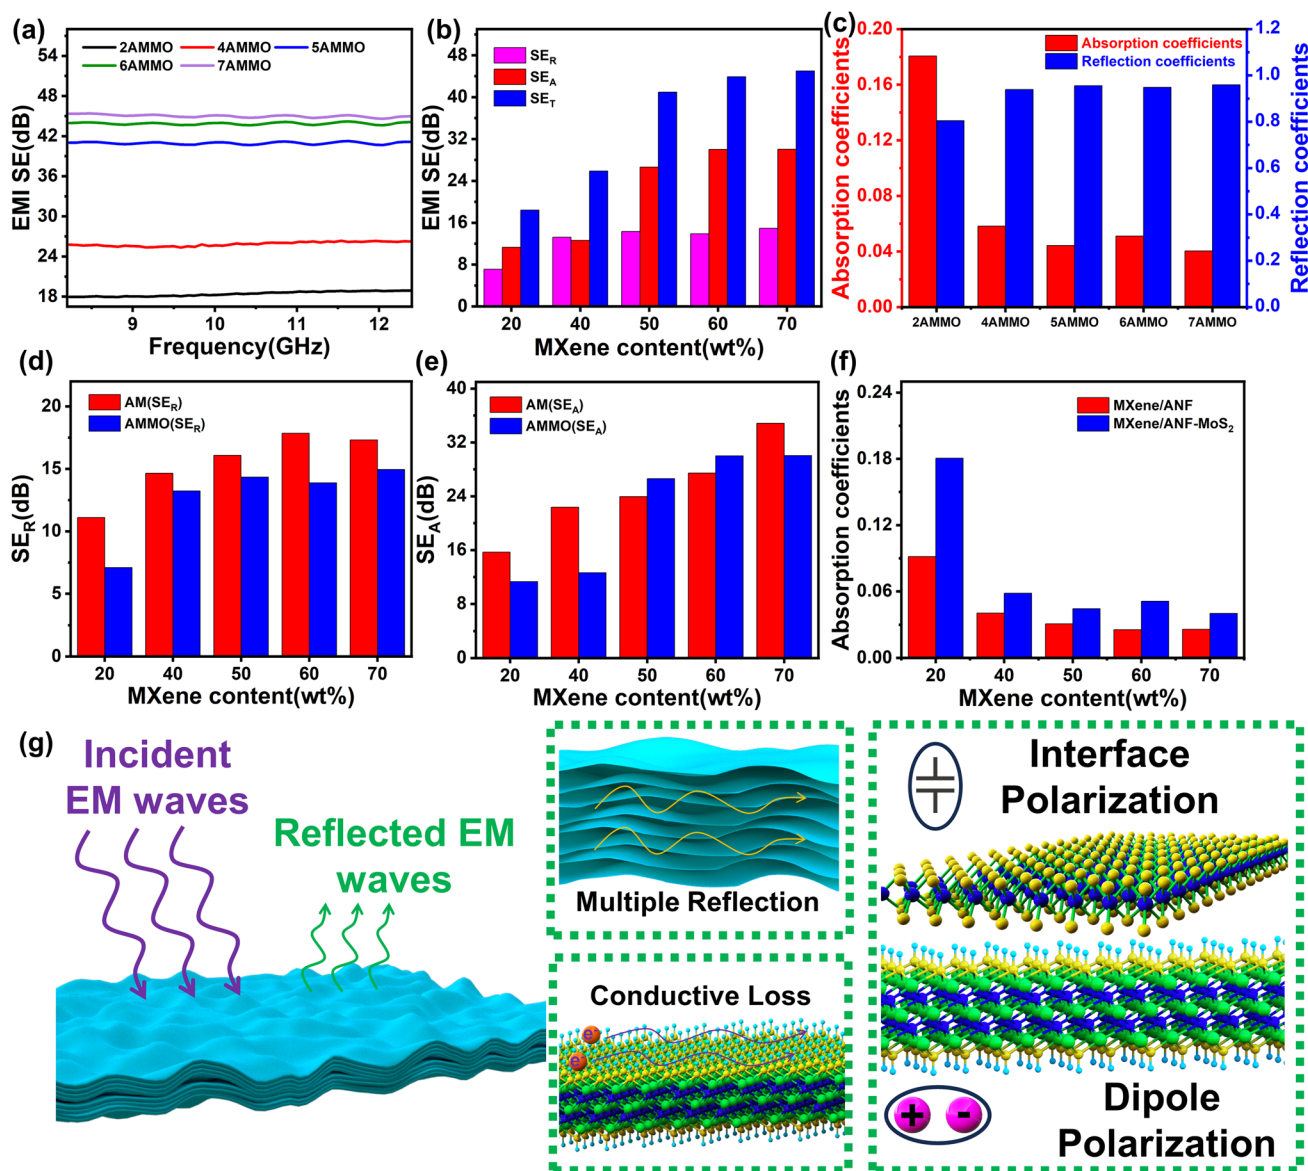 (a)
2AMMO 4AMMO 5AMMO
6AMMO 7AMMO
EMI SE(dB)
54
45
36
27
18
9 10 11 12
Frequency(GHz)
(b)
SE_R
SE_A
SE_T
EMI SE(dB)
48
40
32
24
16
8
0
20 40 50 60 70
MXene content(wt%)
(c)
Absorption coefficients
Reflection coefficients
Absorption coefficients
0.20
0.16
0.12
0.08
0.04
0.00
Reflection coefficients
1.2
1.0
0.8
0.6
0.4
0.2
0.0
2AMMO 4AMMO 5AMMO 6AMMO 7AMMO
(d)
AM(SE_R)
AMMO(SE_R)
SE_R(dB)
20
15
10
5
0
20 40 50 60 70
MXene content(wt%)
(e)
AM(SE_A)
AMMO(SE_A)
SE_A(dB)
40
32
24
16
8
0
20 40 50 60 70
MXene content(wt%)
(f)
MXene/ANF
MXene/ANF-MoS₂
Absorption coefficients
0.24
0.18
0.12
0.06
0.00
20 40 50 60 70
MXene content(wt%)
(g)
Incident
EM waves
Reflected EM
waves
Multiple Reflection
Conductive Loss
e⁻
e⁻
Interface
Polarization
+ -
Dipole
Polarization